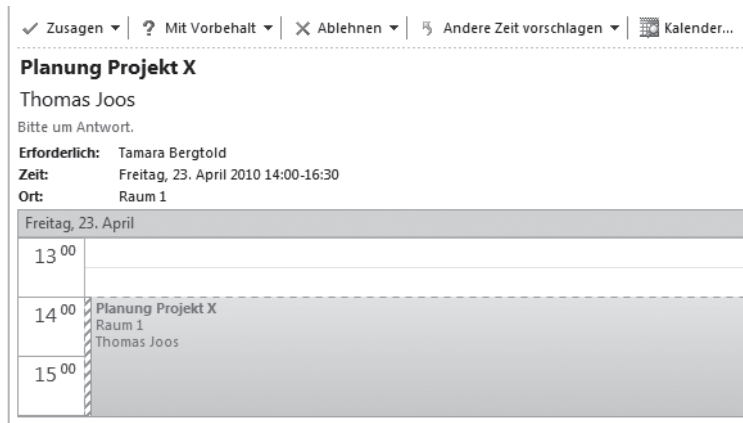 Zusagen ? Mit Vorbehalt Ablehnen Andere Zeit vorschlagen Kalender...
Planung Projekt X
Thomas Joos
Bitte um Antwort.
Erforderlich: Tamara Bergtold
Zeit: Freitag, 23. April 2010 14:00-16:30
Ort: Raum 1
Freitag, 23. April
13 00
14 00 Planung Projekt X
Raum 1
Thomas Joos
15 00